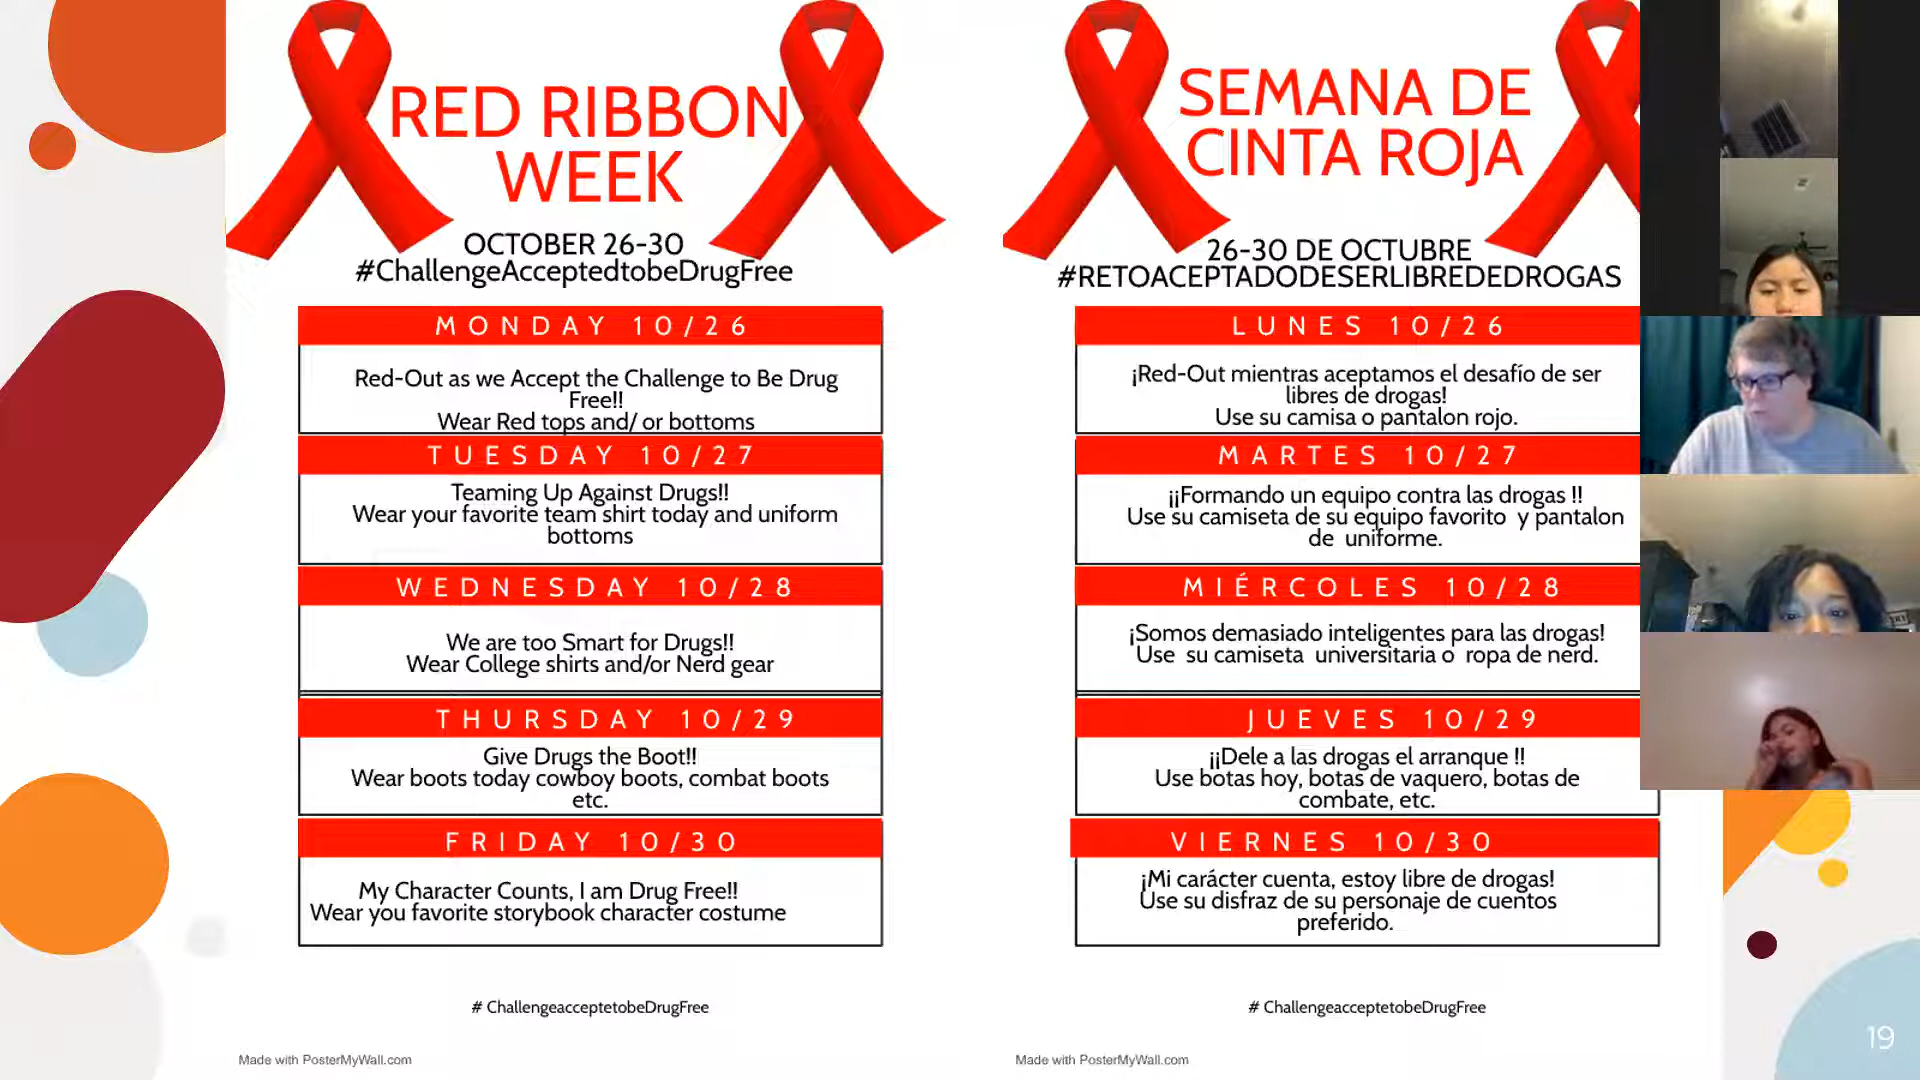 RED RIBBON
WEEK
OCTOBER 26-30
#ChallengeAcceptedtobeDrugFree
MONDAY 10/26
Red-Out as we Accept the Challenge to Be Drug
Free!!
Wear Red tops and/ or bottoms
TUESDAY 10/27
Teaming Up Against Drugs!!
Wear your favorite team shirt today and uniform
bottoms
WEDNESDAY 10/28
We are too Smart for Drugs!!
Wear College shirts and/or Nerd gear
THURSDAY 10/29
Give Drugs the Boot!!
Wear boots today cowboy boots, combat boots
etc.
FRIDAY 10/30
My Character Counts, I am Drug Free!!
Wear you favorite storybook character costume
# ChallengeacceptetobeDrugFree
Made with PosterMyWall.com
SEMANA DE
CINTA ROJA
26-30 DE OCTUBRE
#RETOACEPTADODESERLIBREDEDROGAS
LUNES 10/26
¡Red-Out mientras aceptamos el desafío de ser
libres de drogas!
Use su camisa o pantalon rojo.
MARTES 10/27
¡¡Formando un equipo contra las drogas !!
Use su camiseta de su equipo favorito y pantalon
de uniforme.
MIÉRCOLES 10/28
¡Somos demasiado inteligentes para las drogas!
Use su camiseta universitaria o ropa de nerd.
JUEVES 10/29
¡¡Dele a las drogas el arranque !!
Use botas hoy, botas de vaquero, botas de
combate, etc.
VIERNES 10/30
¡Mi carácter cuenta, estoy libre de drogas!
Use su disfraz de su personaje de cuentos
preferido.
# ChallengeacceptetobeDrugFree
Made with PosterMyWall.com
19